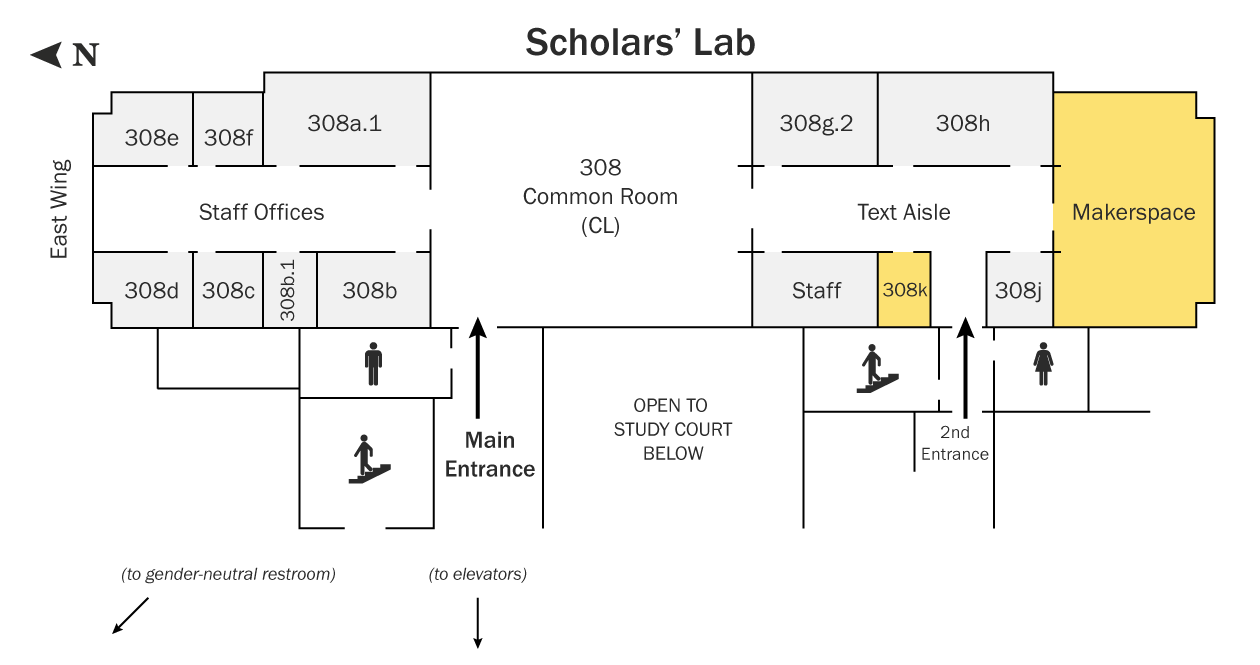 Scholars’ Lab
N
308e
308f
308a.1
308g.2
308h
308
Common Room
(CL)
East Wing
Staff Offices
Text Aisle
Makerspace
308d
308c
308b.1
308b
Staff
308k
308j
OPEN TO
STUDY COURT
BELOW
Main
Entrance
2nd
Entrance
(to gender-neutral restroom)
(to elevators)